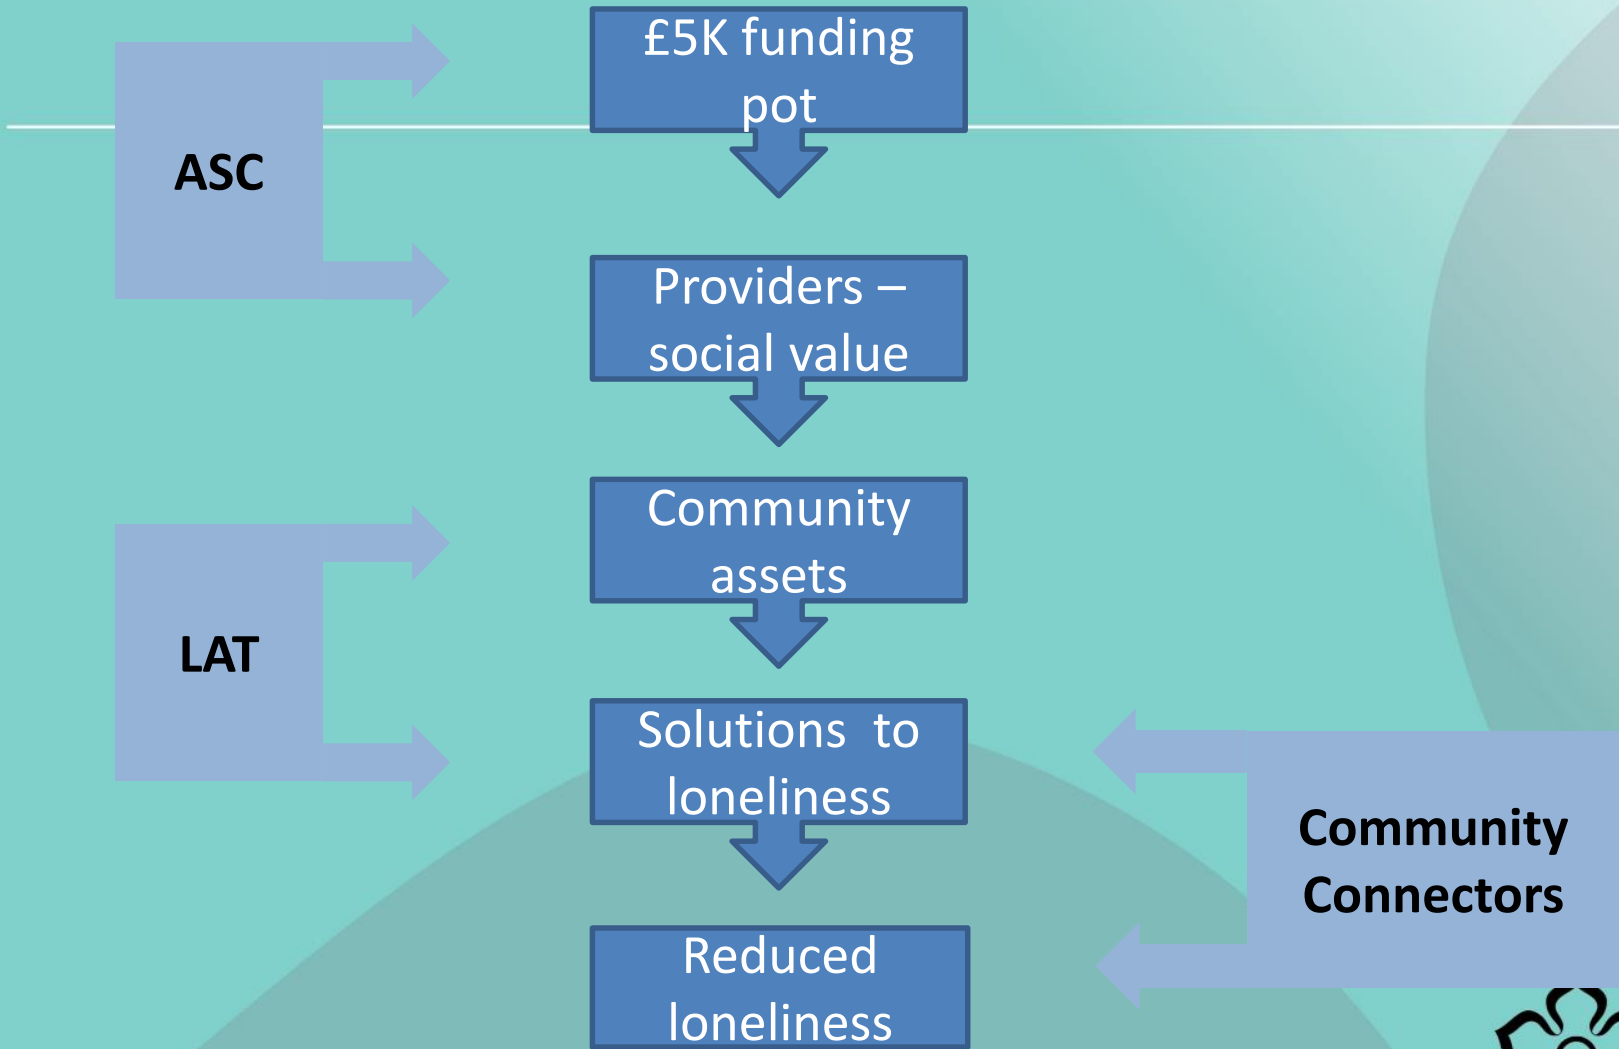 £5K funding
pot
ASC
Providers –
social value
Community
assets
LAT
Solutions to
loneliness
Community
Connectors
Reduced
loneliness